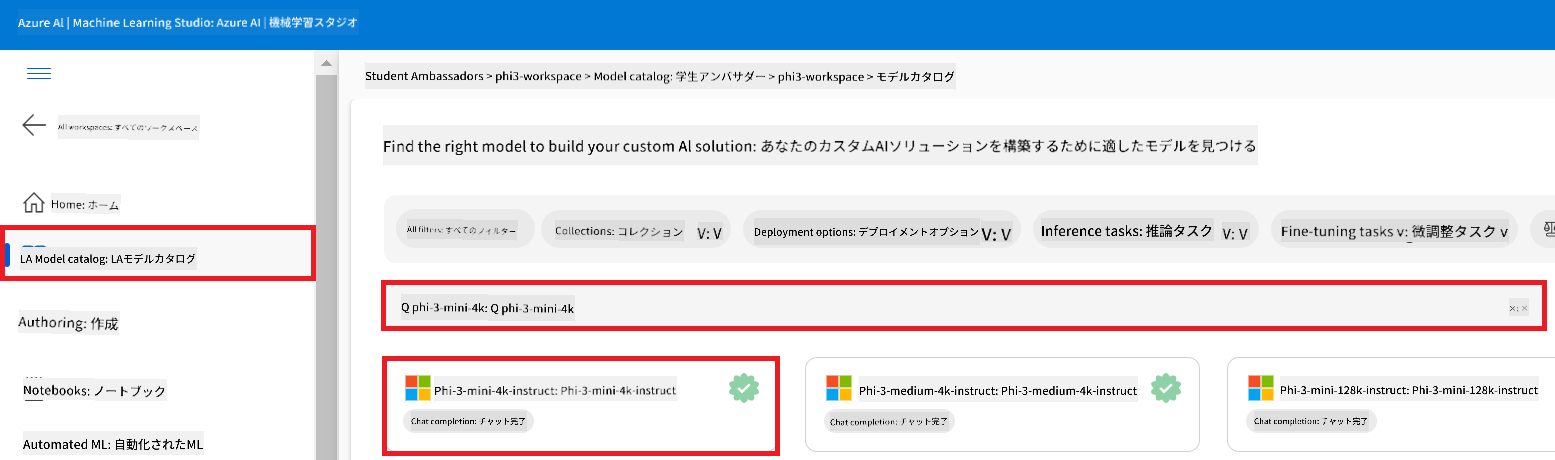 Azure AI | Machine Learning Studio: Azure AI | 機械学習スタジオ
Student Ambassadors > phi3-workspace > Model catalog: 学生アンバサダー > phi3-workspace > モデルカタログ
All workspaces: すべてのワークスペース
Home: ホーム
LA Model catalog: LAモデルカタログ
Authoring: 作成
Notebooks: ノートブック
Automated ML: 自動化されたML
Find the right model to build your custom AI solution: あなたのカスタムAIソリューションを構築するために適したモデルを見つける
All filters: すべてのフィルター
Collections: コレクション V: V
Deployment options: デプロイメントオプション V: V
Inference tasks: 推論タスク V: V
Fine-tuning tasks v: 微調整タスク v
Q phi-3-mini-4k: Q phi-3-mini-4k
×: ×
Phi-3-mini-4k-instruct: Phi-3-mini-4k-instruct
Chat completion: チャット完了
Phi-3-medium-4k-instruct: Phi-3-medium-4k-instruct
Chat completion: チャット完了
Phi-3-mini-128k-instruct: Phi-3-mini-128k-instruct
Chat completion: チャット完了